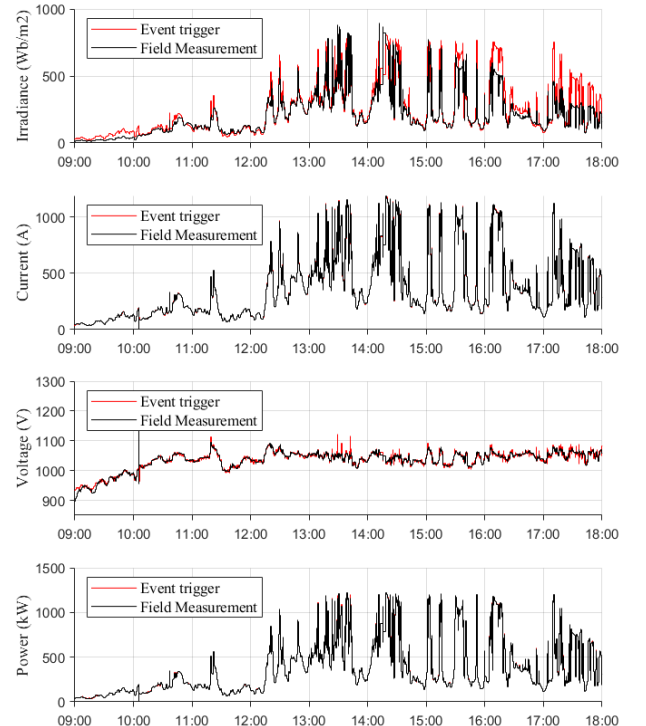 1000
500
0
Irradiance (Wb/m2)
Event trigger
Field Measurement
09:00 10:00 11:00 12:00 13:00 14:00 15:00 16:00 17:00 18:00
1000
500
0
Current (A)
Event trigger
Field Measurement
09:00 10:00 11:00 12:00 13:00 14:00 15:00 16:00 17:00 18:00
1300
1200
1100
1000
900
Voltage (V)
Event trigger
Field Measurement
09:00 10:00 11:00 12:00 13:00 14:00 15:00 16:00 17:00 18:00
1500
1000
500
0
Power (kW)
Event trigger
Field Measurement
09:00 10:00 11:00 12:00 13:00 14:00 15:00 16:00 17:00 18:00